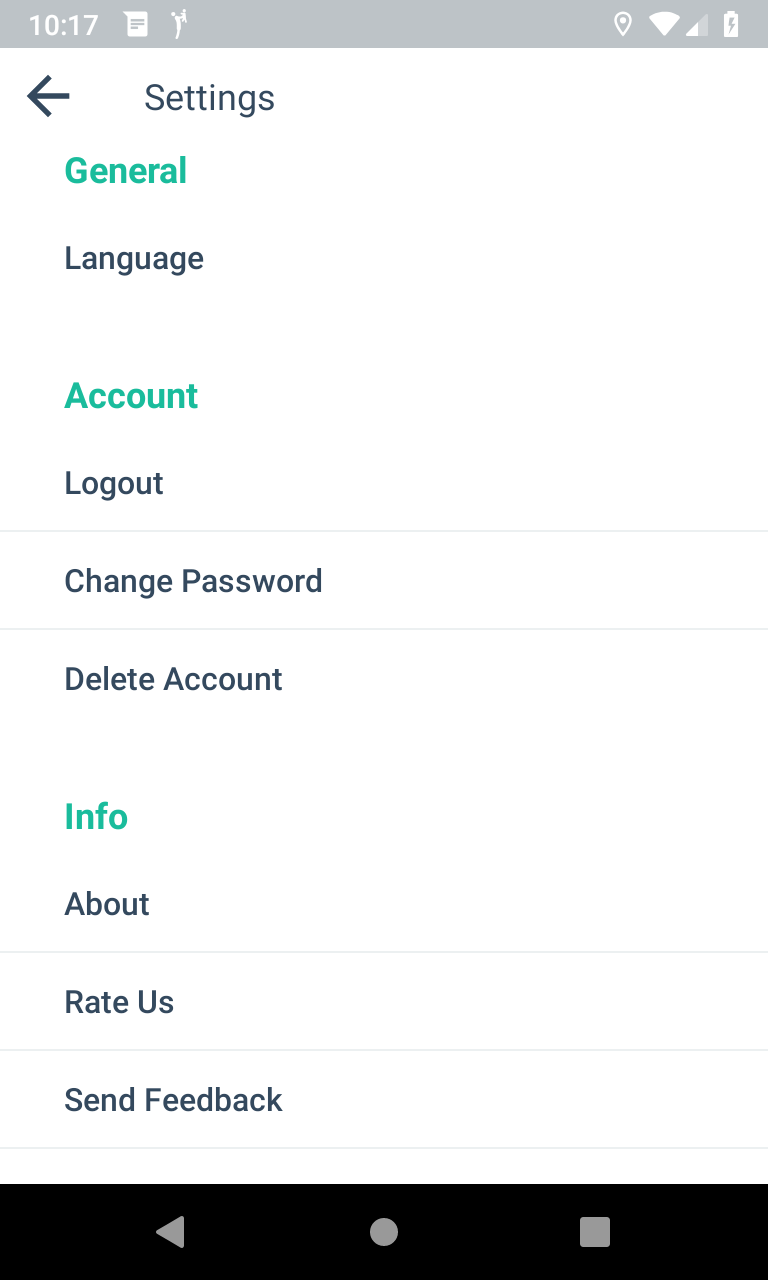 10:17
Settings
General
Language
Account
Logout
Change Password
Delete Account
Info
About
Rate Us
Send Feedback